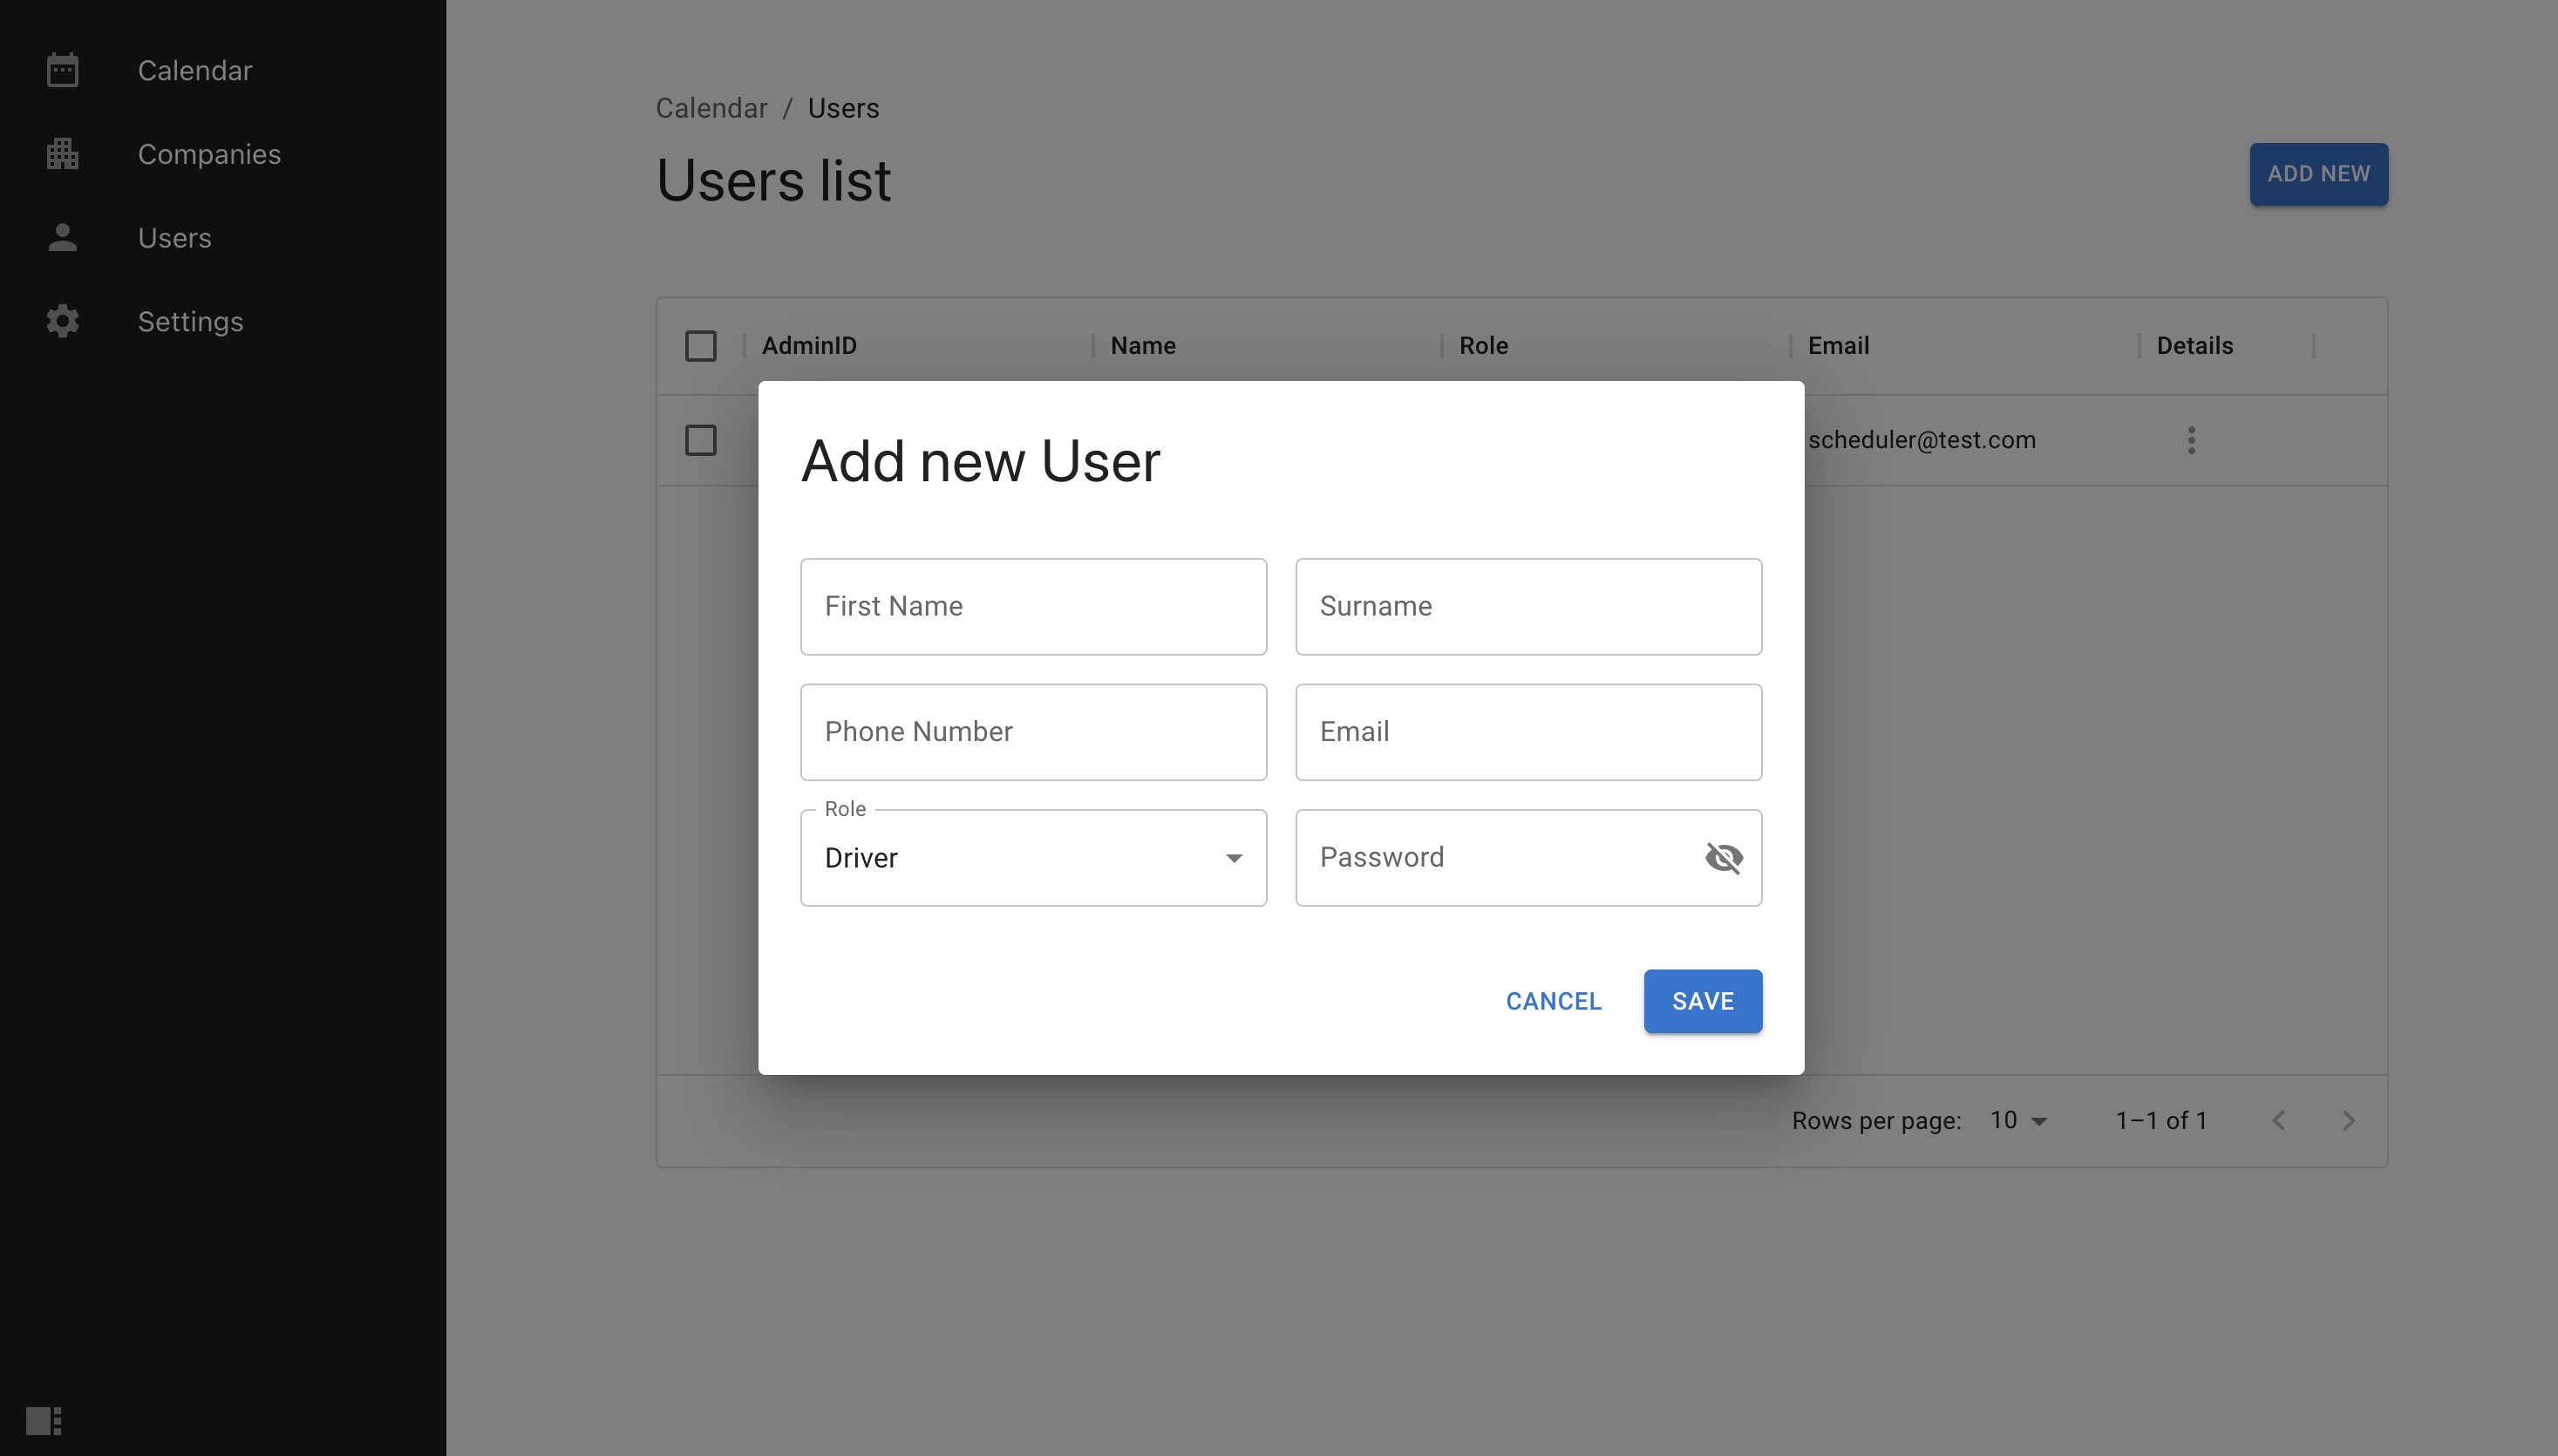 Calendar
Companies
Users
Settings
Calendar / Users
Users list
ADD NEW
AdminID
Name
Role
Email
Details
scheduler@test.com
Add new User
First Name
Surname
Phone Number
Email
Role
Driver
Password
CANCEL
SAVE
Rows per page: 10
1–1 of 1